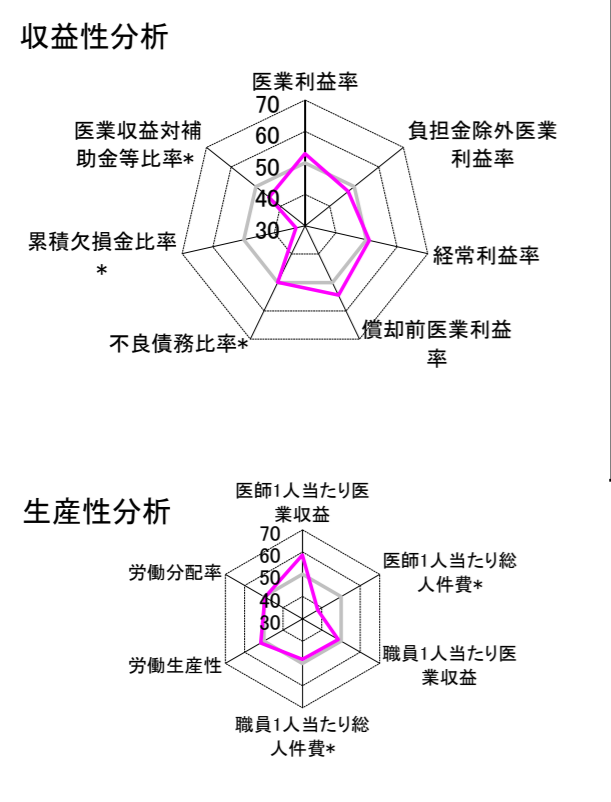 収益性分析
医業利益率
70
60
50
40
30
負担金除外医業
利益率
経常利益率
償却前医業利益
率
不良債務比率*
累積欠損金比率
*
医業収益対補
助金等比率*
生産性分析
医師1人当たり医
業収益
70
60
50
40
30
医師1人当たり総
人件費*
職員1人当たり医
業収益
職員1人当たり総
人件費*
労働生産性
労働分配率